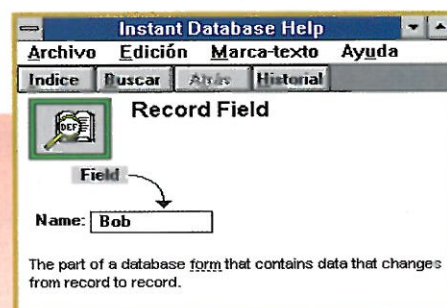 Instant Database Help
Archivo Edición Marca-texto Ayuda
Indice Buscar Atrás Historial
DEF
Record Field
Field
Name: Bob
The part of a database form that contains data that changes
from record to record.